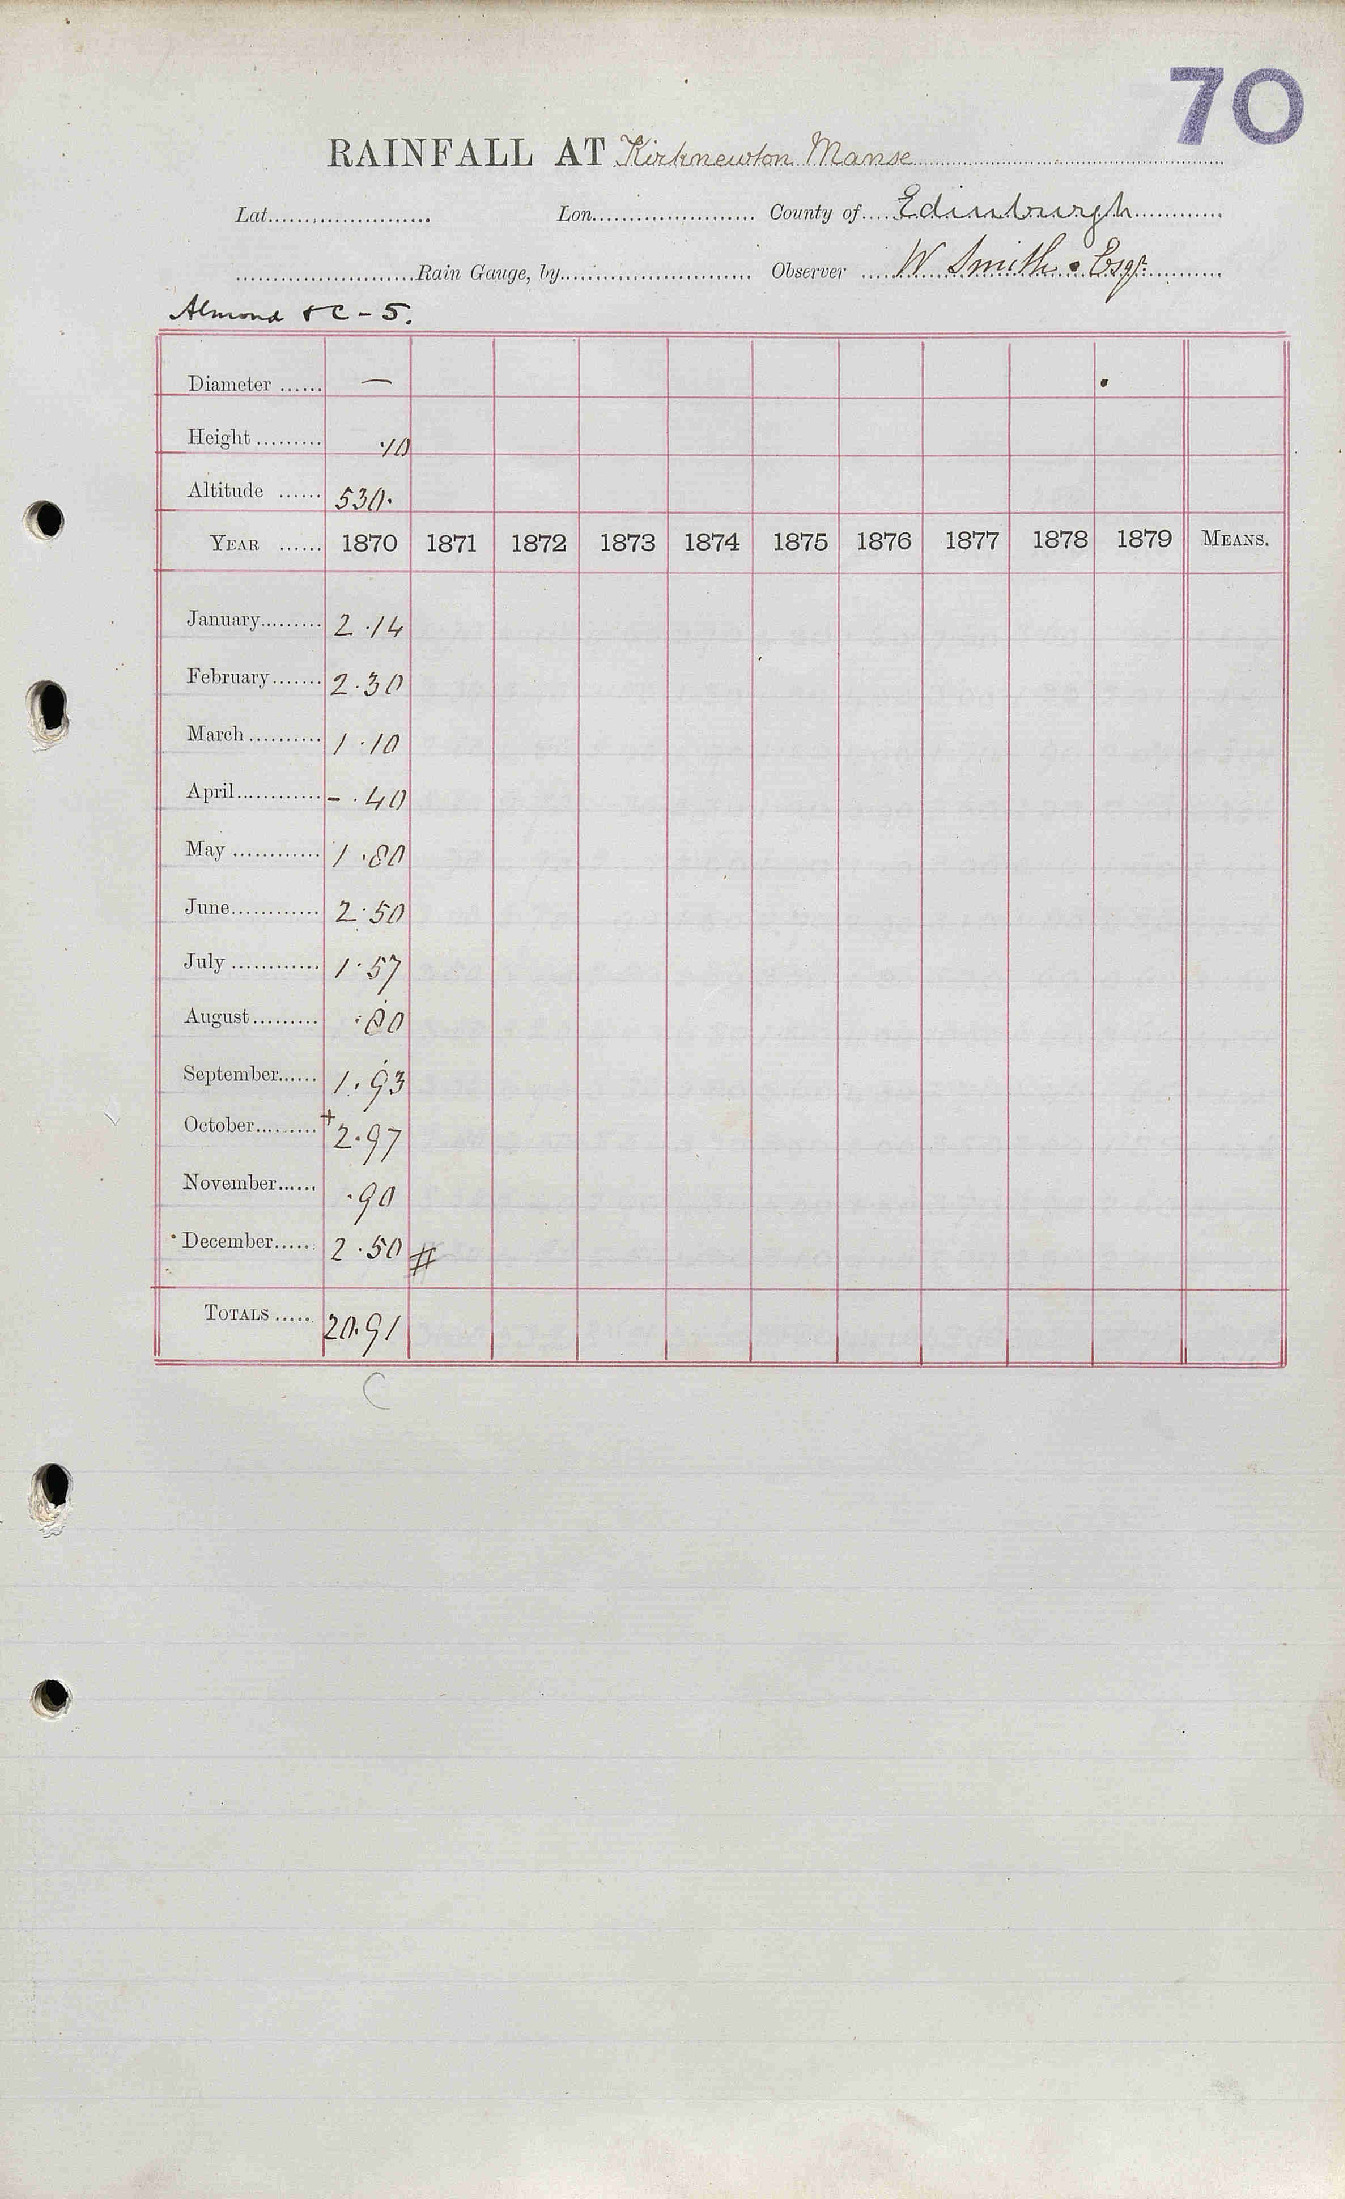 70
RAINFALL AT Kirknewton Manse
Lat. Lon. County of Edinburgh
Rain Gauge, by Observer W Smith Esqr.
Almond & C - 5.
Diameter —
Height
Altitude 530.
YEAR 1870 1871 1872 1873 1874 1875 1876 1877 1878 1879 MEANS.
January 2.14
February 2.30
March 1.10
April - .40
May 1.80
June 2.50
July 1.57
August .80
September 1.93
October + 2.97
November .90
December 2.50 #
TOTALS 20.91
C